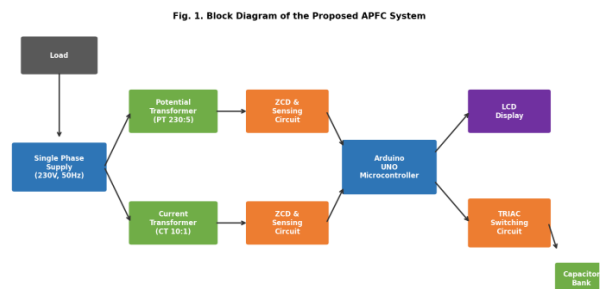 Fig. 1. Block Diagram of the Proposed APFC System
Load
Potential
Transformer
(PT 230:5)
ZCD &
Sensing
Circuit
LCD
Display
Single Phase
Supply
(230V, 50Hz)
Arduino
UNO
Microcontroller
Current
Transformer
(CT 10:1)
ZCD &
Sensing
Circuit
TRIAC
Switching
Circuit
Capacitor
Bank